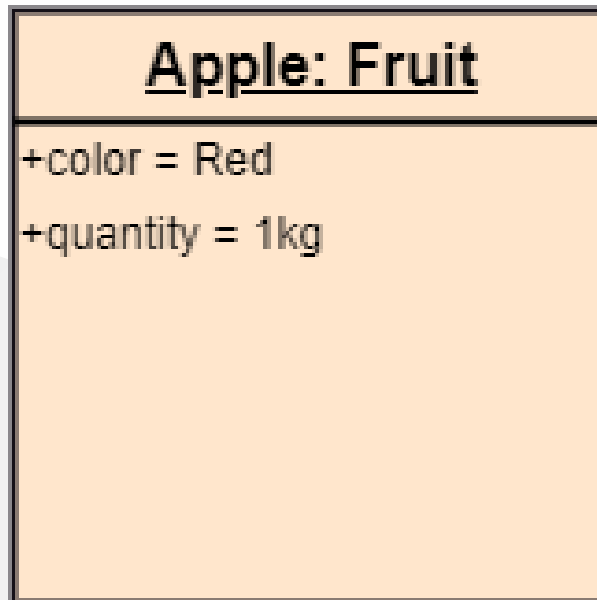 Apple: Fruit
+color = Red
+quantity = 1kg